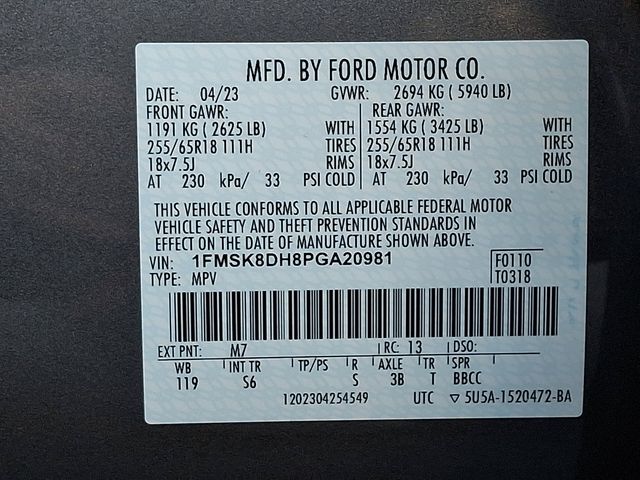 MFD. BY FORD MOTOR CO.
DATE: 04/23 GVWR: 2694 KG ( 5940 LB)
FRONT GAWR: REAR GAWR:
1191 KG ( 2625 LB) WITH 1554 KG ( 3425 LB) WITH
255/65R18 111H TIRES 255/65R18 111H TIRES
18x7.5J RIMS 18x7.5J RIMS
AT 230 kPa/ 33 PSI COLD AT 230 kPa/ 33 PSI COLD
THIS VEHICLE CONFORMS TO ALL APPLICABLE FEDERAL MOTOR
VEHICLE SAFETY AND THEFT PREVENTION STANDARDS IN
EFFECT ON THE DATE OF MANUFACTURE SHOWN ABOVE.
VIN: 1FMSK8DH8PGA20981 F0110
TYPE: MPV T0318
EXT PNT: M7 RC: 13 DSO:
WB INT TR TP/PS R AXLE TR SPR
119 S6 S 3B T BBCC
1202304254549 UTC ▽ 5U5A-1520472-BA